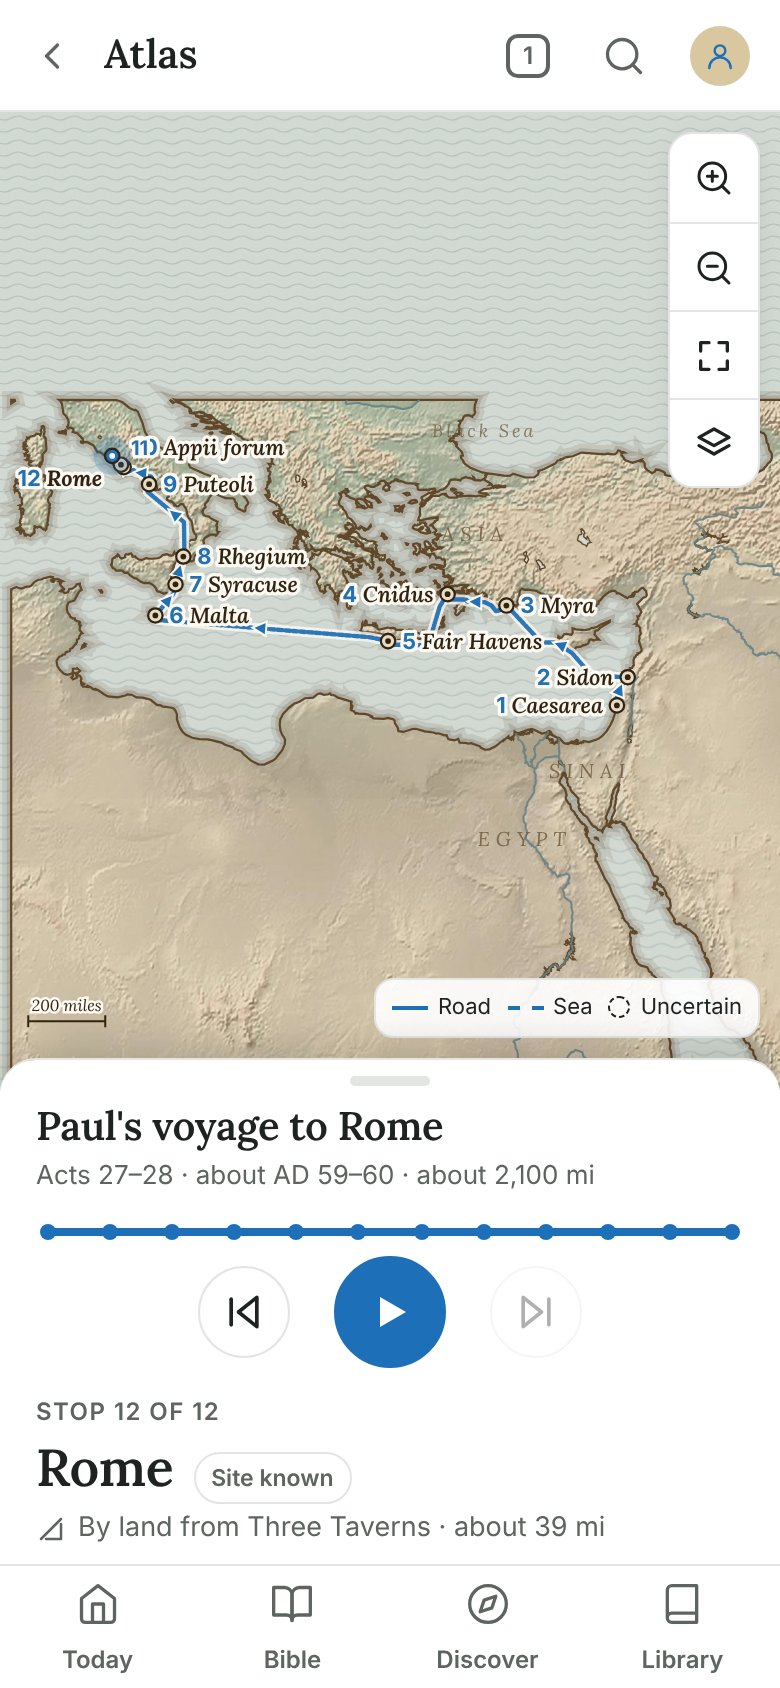 Atlas
1
Black Sea
11) Appii forum
12 Rome
9 Puteoli
ASIA
8 Rhegium
7 Syracuse
4 Cnidus
3 Myra
6 Malta
5 Fair Havens
2 Sidon
1 Caesarea
SINAI
EGYPT
200 miles
Road
Sea
Uncertain
Paul's voyage to Rome
Acts 27–28 · about AD 59–60 · about 2,100 mi
STOP 12 OF 12
Rome
Site known
By land from Three Taverns · about 39 mi
Today
Bible
Discover
Library